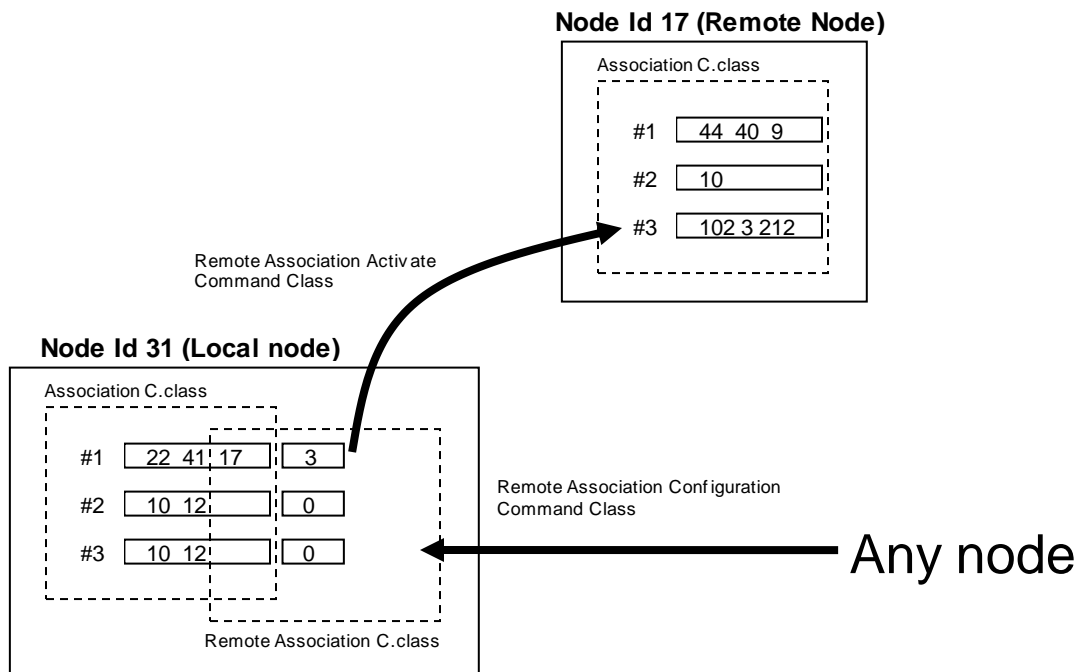 Node Id 17 (Remote Node)
Association C.class
#1 44 40 9
#2 10
#3 102 3 212
Remote Association Activate
Command Class
Node Id 31 (Local node)
Association C.class
#1 22 41 17 3
#2 10 12 0
#3 10 12 0
Remote Association C.class
Remote Association Configuration
Command Class
Any node